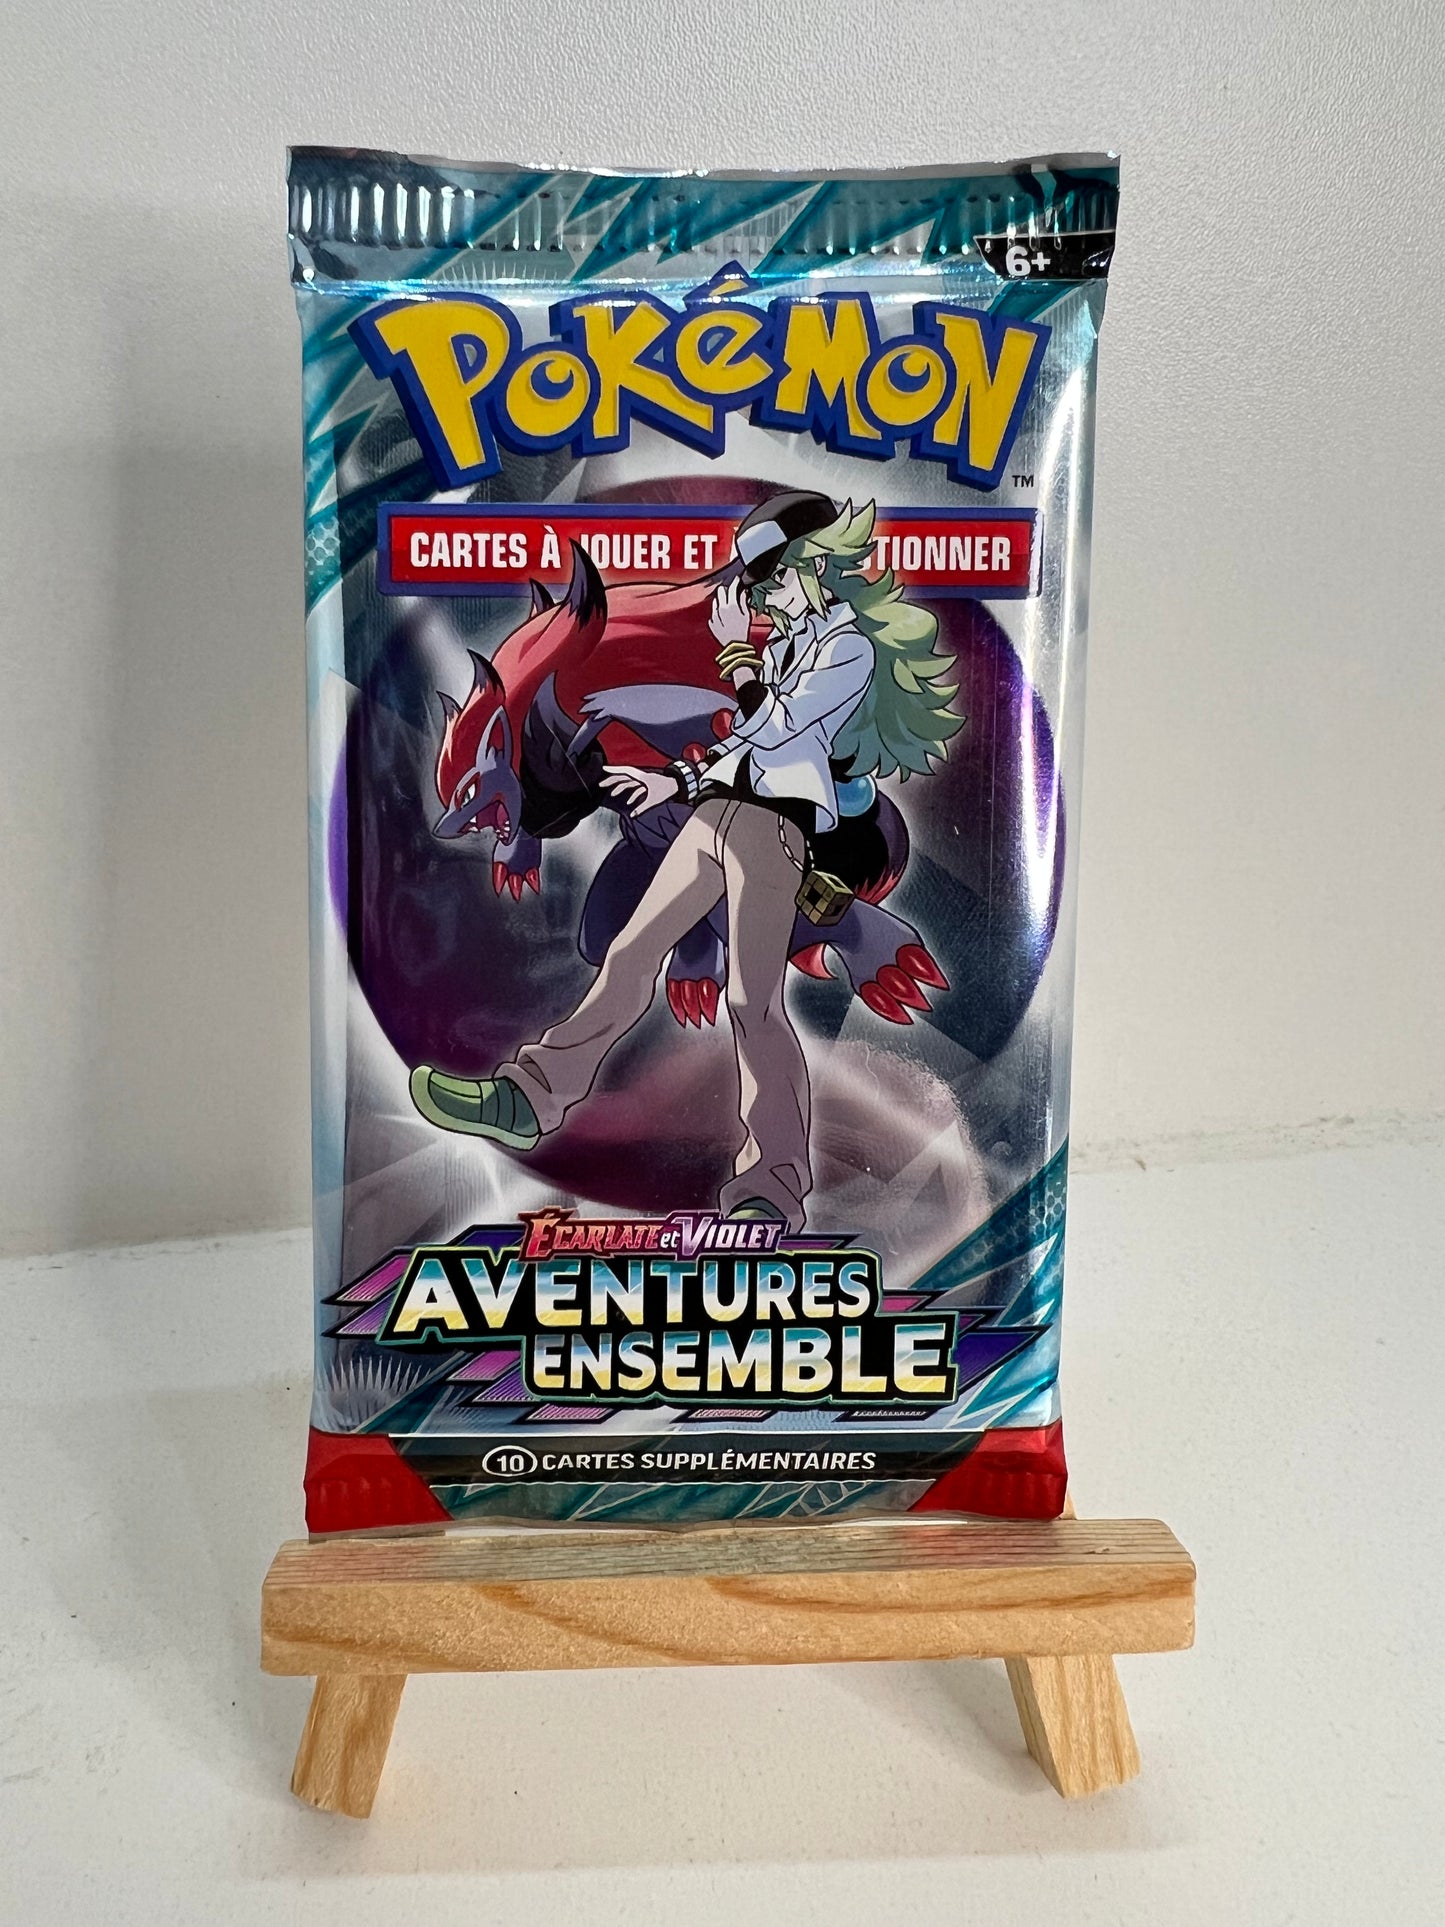 6+
POKÉMON
TM
CARTES À JOUER ET À TIONNER
ÉCARLATE et VIOLET
AVENTURES
ENSEMBLE
10 CARTES SUPPLÉMENTAIRES